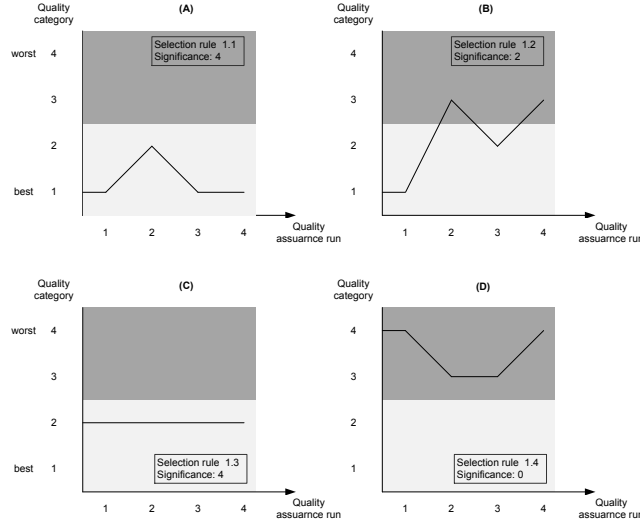 Quality
category
(A)
worst 4
3
2
best 1
Selection rule 1.1
Significance: 4
1 2 3 4
Quality
assuarnce run
Quality
category
(B)
4
3
2
1
Selection rule 1.2
Significance: 2
1 2 3 4
Quality
assuarnce run
Quality
category
(C)
worst 4
3
2
best 1
Selection rule 1.3
Significance: 4
1 2 3 4
Quality
assuarnce run
Quality
category
(D)
4
3
2
1
Selection rule 1.4
Significance: 0
1 2 3 4
Quality
assuarnce run